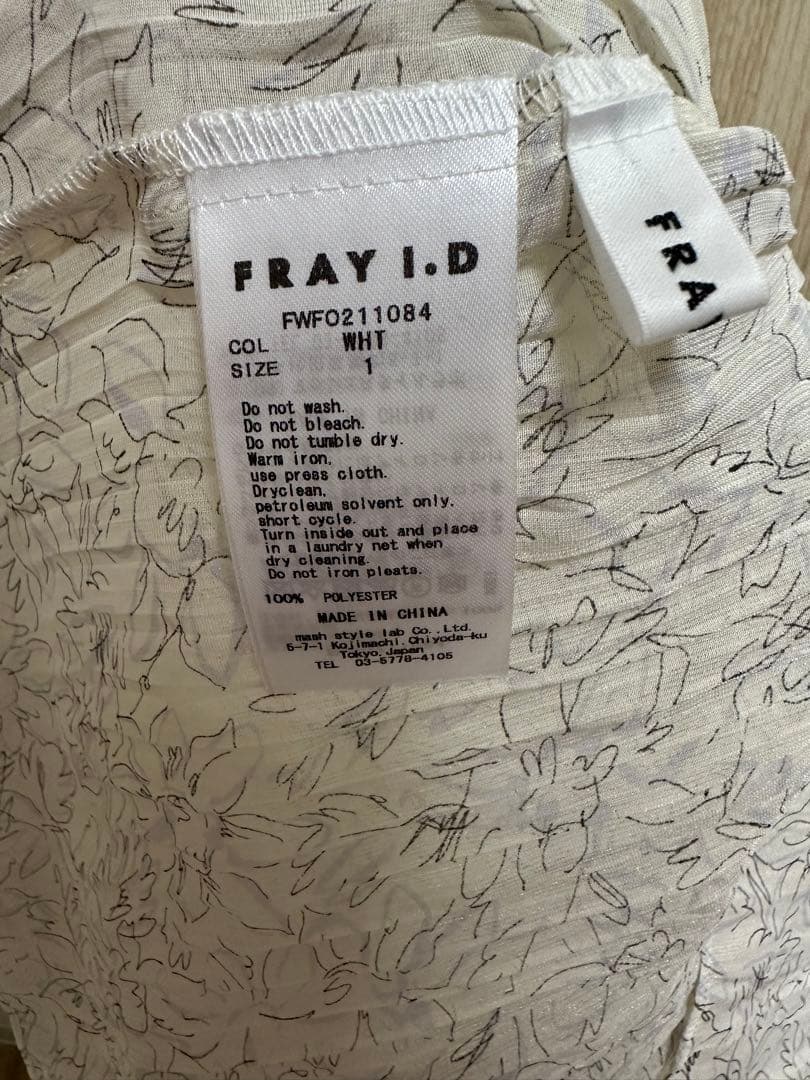 FRAY I.D
FWFO211084
COL WHT
SIZE 1
Do not wash.
Do not bleach.
Do not tumble dry.
Warm iron,
use press cloth.
Dryclean,
petroleum solvent only.
short cycle.
Turn inside out and place
in a laundry net when
dry cleaning.
Do not iron pleats.
100% POLYESTER
MADE IN CHINA
mash style lab Co., Ltd.
5-7-1 Kojimachi, Chiyoda-ku
Tokyo, Japan
TEL 03-5778-4105
FRA